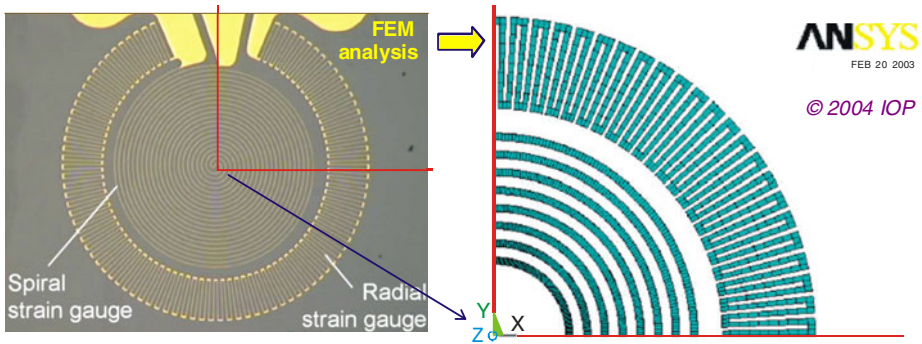 FEM
analysis
Spiral
strain gauge
Radial
strain gauge
ANSYS
FEB 20 2003
© 2004 IOP
Y
Z
X